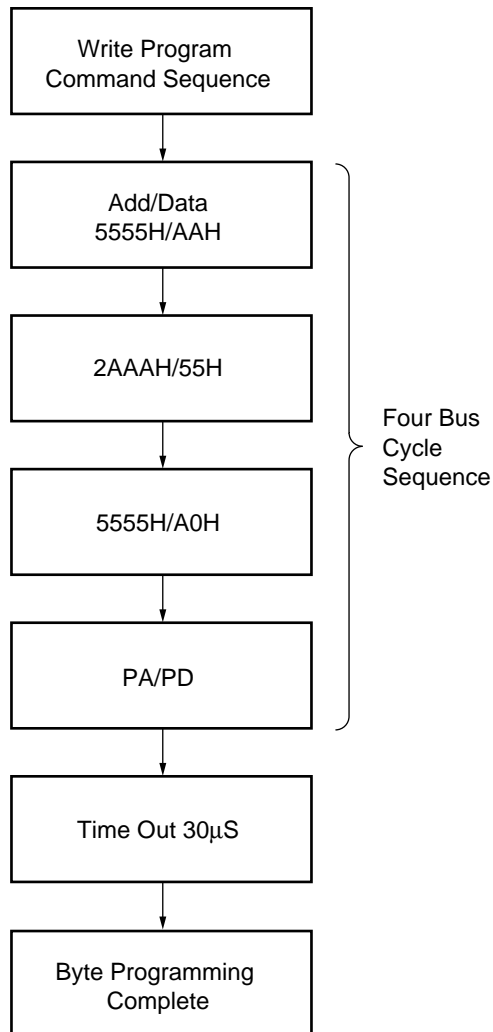 Write Program
Command Sequence
Add/Data
5555H/AAH
2AAAH/55H
5555H/A0H
PA/PD
Four Bus
Cycle
Sequence
Time Out 30μS
Byte Programming
Complete